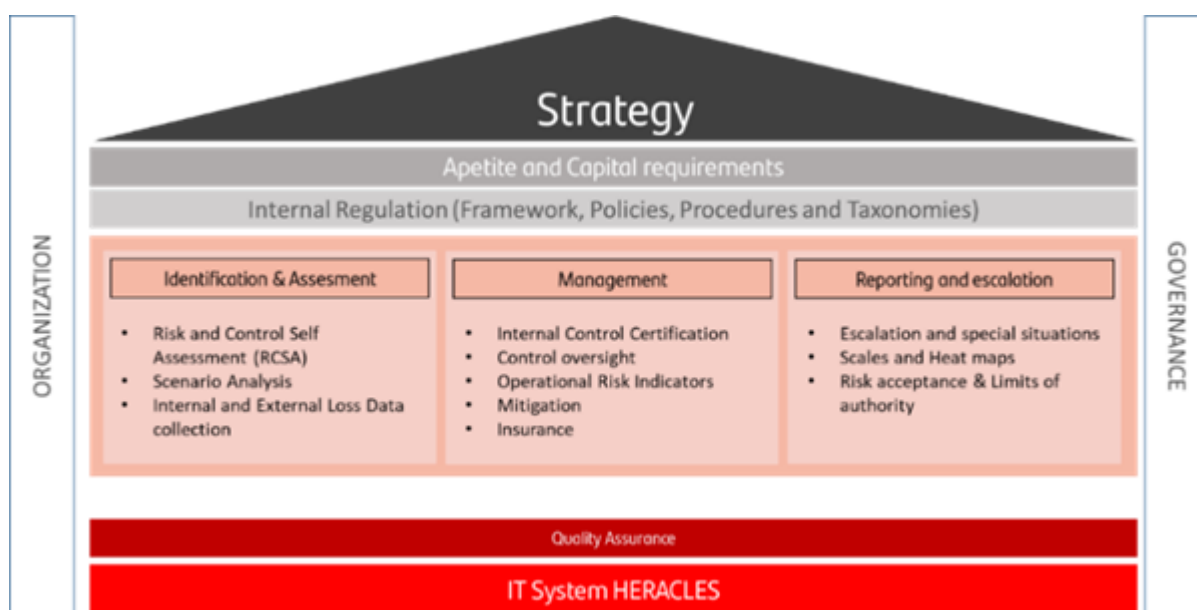 Strategy
Apetite and Capital requirements
Internal Regulation (Framework, Policies, Procedures and Taxonomies)
ORGANIZATION
Identification & Assesment
• Risk and Control Self
Assessment (RCSA)
• Scenario Analysis
• Internal and External Loss Data
collection
Management
• Internal Control Certification
• Control oversight
• Operational Risk Indicators
• Mitigation
• Insurance
Reporting and escalation
• Escalation and special situations
• Scales and Heat maps
• Risk acceptance & Limits of
authority
GOVERNANCE
Quality Assurance
IT System HERACLES